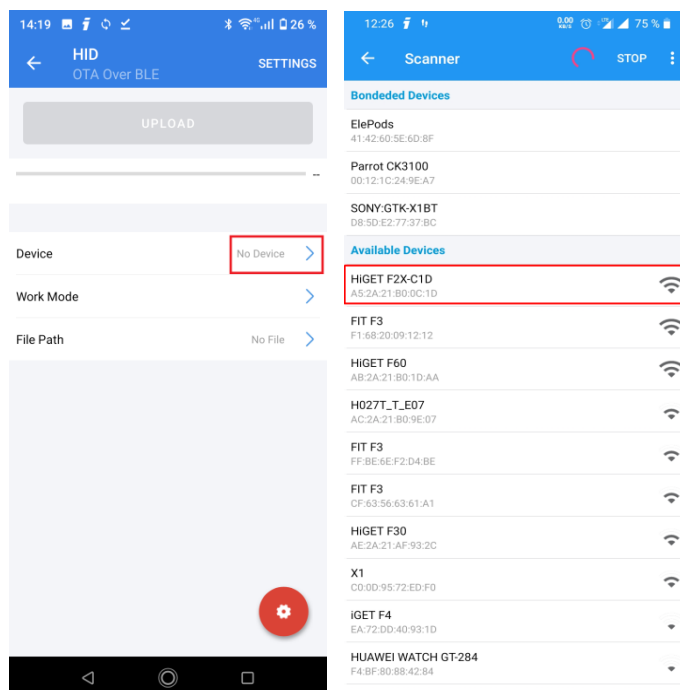 14:19
26 %
HID
OTA Over BLE
SETTINGS
UPLOAD
--
Device
No Device
Work Mode
File Path
No File
12:26
0.00
KB/S
75 %
Scanner
STOP
Bondeded Devices
ElePods
41:42:60:5E:6D:8F
Parrot CK3100
00:12:1C:24:9E:A7
SONY:GTK-X1BT
D8:5D:E2:77:37:BC
Available Devices
HiGET F2X-C1D
A5:2A:21:B0:0C:1D
FIT F3
F1:68:20:09:12:12
HiGET F60
AB:2A:21:B0:1D:AA
H027T_T_E07
AC:2A:21:B0:9E:07
FIT F3
FF:BE:6E:F2:D4:BE
FIT F3
CF:63:56:63:61:A1
HiGET F30
AE:2A:21:AF:93:2C
X1
C0:0D:95:72:ED:F0
iGET F4
EA:72:DD:40:93:1D
HUAWEI WATCH GT-284
F4:BF:80:88:42:84